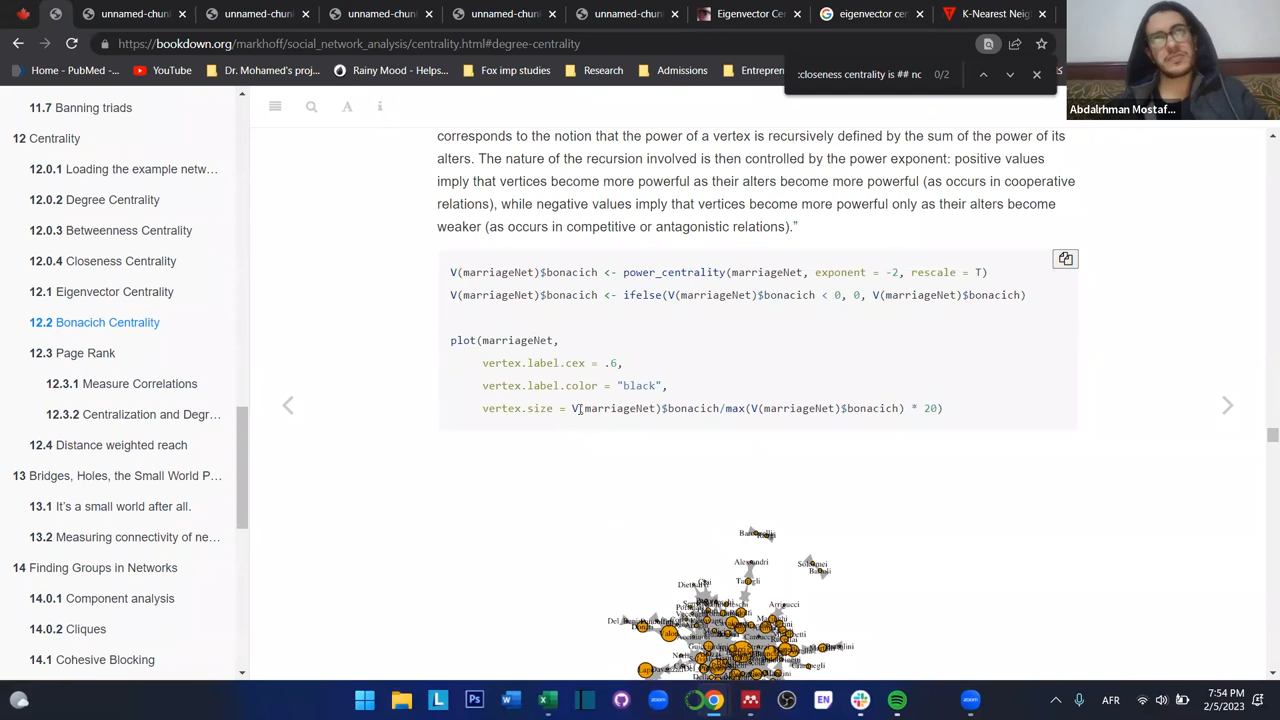 unnamed-chunk
unnamed-chunk
unnamed-chunk
unnamed-chunk
unnamed-chunk
Eigenvector Ce
eigenvector ce
K-Nearest Neig
https://bookdown.org/markhoff/social_network_analysis/centrality.html#degree-centrality
Home - PubMed -...
YouTube
Dr. Mohamed's proj...
Rainy Mood - Rainy...
Fox imp studies
Research
Admissions
Entrepren
:closeness centrality is ## no
0/2
Abdalrhman Mostaf...
11.7 Banning triads
12 Centrality
12.0.1 Loading the example netw...
12.0.2 Degree Centrality
12.0.3 Betweenness Centrality
12.0.4 Closeness Centrality
12.1 Eigenvector Centrality
12.2 Bonacich Centrality
12.3 Page Rank
12.3.1 Measure Correlations
12.3.2 Centralization and Degr...
12.4 Distance weighted reach
13 Bridges, Holes, the Small World P...
13.1 It's a small world after all.
13.2 Measuring connectivity of ne...
14 Finding Groups in Networks
14.0.1 Component analysis
14.0.2 Cliques
14.1 Cohesive Blocking
corresponds to the notion that the power of a vertex is recursively defined by the sum of the power of its
alters. The nature of the recursion involved is then controlled by the power exponent: positive values
imply that vertices become more powerful as their alters become more powerful (as occurs in cooperative
relations), while negative values imply that vertices become more powerful only as their alters become
weaker (as occurs in competitive or antagonistic relations)."
V(marriageNet)$bonacich <- power_centrality(marriageNet, exponent = -2, rescale = T)
V(marriageNet)$bonacich <- ifelse(V(marriageNet)$bonacich < 0, 0, V(marriageNet)$bonacich)
plot(marriageNet,
vertex.label.cex = .6,
vertex.label.color = "black",
vertex.size = V(marriageNet)$bonacich/max(V(marriageNet)$bonacich) * 20)
Alessandri
AFR
7:54 PM
2/5/2023